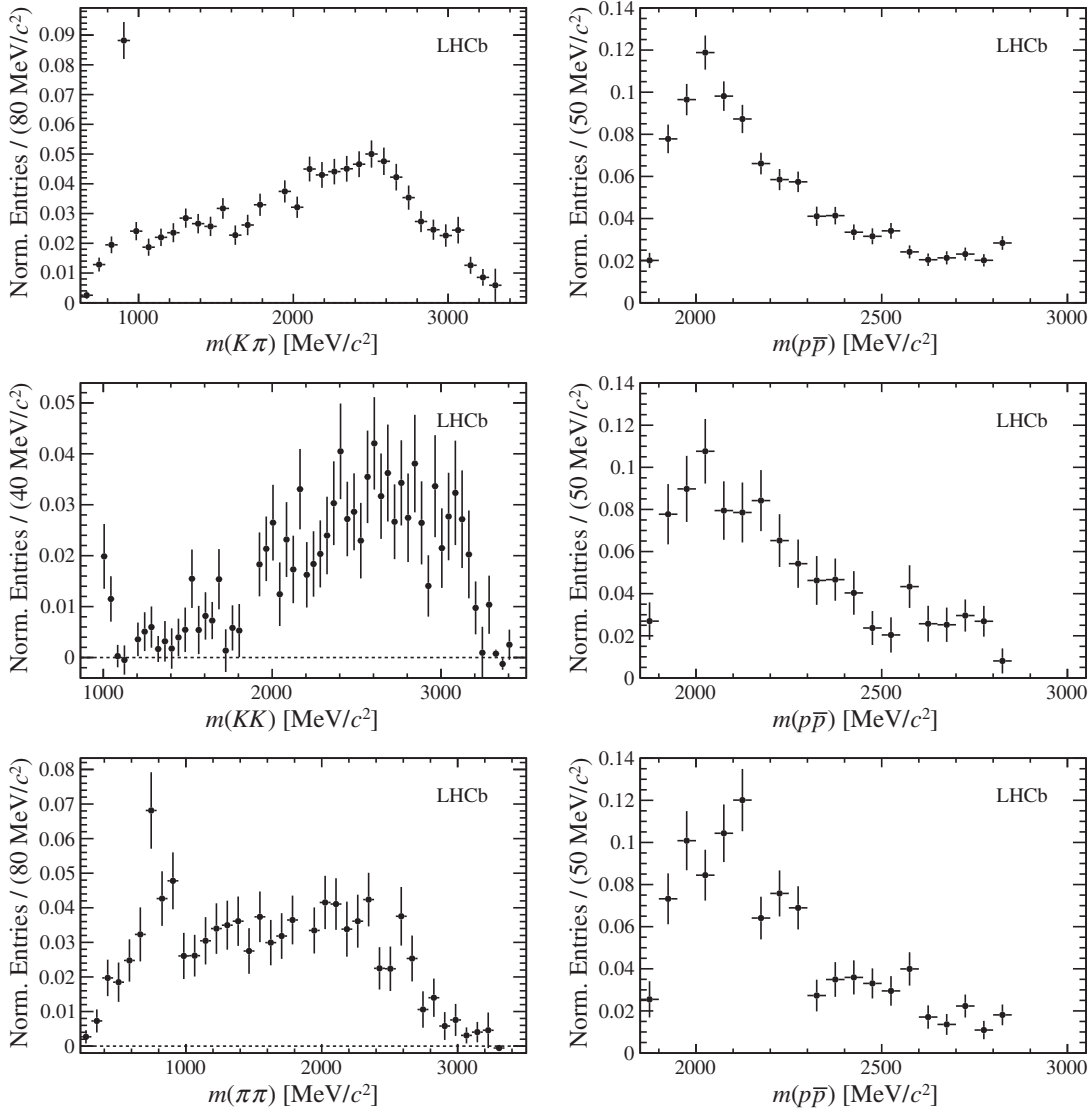 Norm. Entries / (80 MeV/c²)
0.09
0.08
0.07
0.06
0.05
0.04
0.03
0.02
0.01
0
LHCb
1000 2000 3000
m(Kπ) [MeV/c²]
Norm. Entries / (50 MeV/c²)
0.14
0.12
0.1
0.08
0.06
0.04
0.02
0
LHCb
2000 2500 3000
m(pp̅) [MeV/c²]
Norm. Entries / (40 MeV/c²)
0.05
0.04
0.03
0.02
0.01
0
LHCb
1000 2000 3000
m(KK) [MeV/c²]
Norm. Entries / (50 MeV/c²)
0.14
0.12
0.1
0.08
0.06
0.04
0.02
0
LHCb
2000 2500 3000
m(pp̅) [MeV/c²]
Norm. Entries / (80 MeV/c²)
0.08
0.07
0.06
0.05
0.04
0.03
0.02
0.01
0
LHCb
1000 2000 3000
m(ππ) [MeV/c²]
Norm. Entries / (50 MeV/c²)
0.14
0.12
0.1
0.08
0.06
0.04
0.02
0
LHCb
2000 2500 3000
m(pp̅) [MeV/c²]